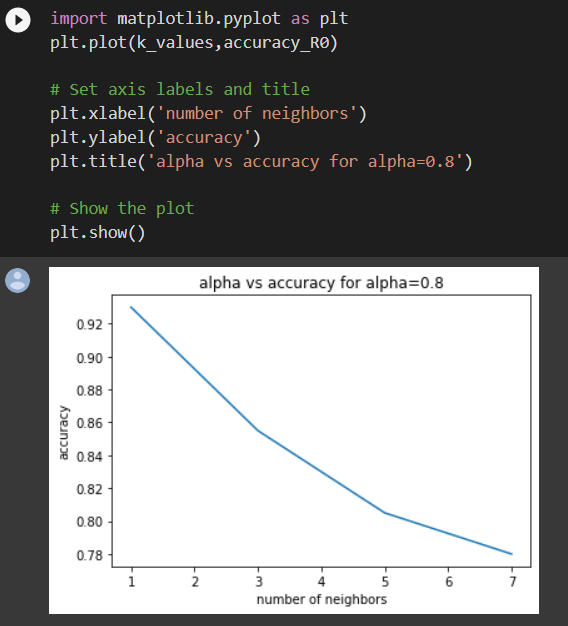 import matplotlib.pyplot as plt
plt.plot(k_values,accuracy_R0)
# Set axis labels and title
plt.xlabel('number of neighbors')
plt.ylabel('accuracy')
plt.title('alpha vs accuracy for alpha=0.8')
# Show the plot
plt.show()
alpha vs accuracy for alpha=0.8
accuracy
0.92
0.90
0.88
0.86
0.84
0.82
0.80
0.78
1 2 3 4 5 6 7
number of neighbors